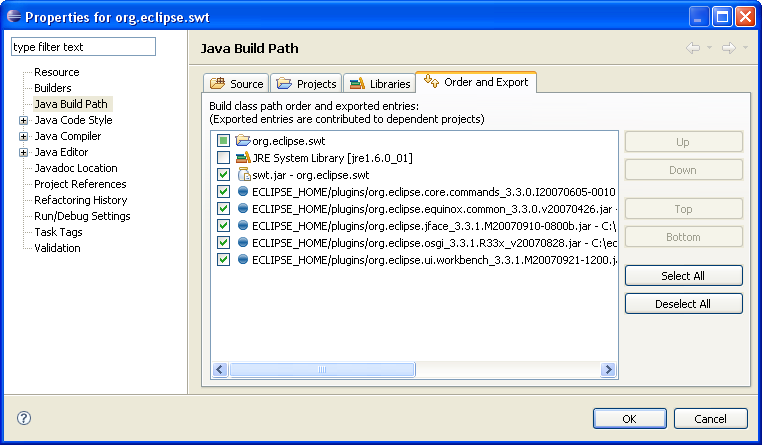 Properties for org.eclipse.swt
type filter text
Resource
Builders
Java Build Path
Java Code Style
Java Compiler
Java Editor
Javadoc Location
Project References
Refactoring History
Run/Debug Settings
Task Tags
Validation
Java Build Path
Source
Projects
Libraries
Order and Export
Build class path order and exported entries:
(Exported entries are contributed to dependent projects)
org.eclipse.swt
JRE System Library [jre1.6.0_01]
swt.jar - org.eclipse.swt
ECLIPSE_HOME/plugins/org.eclipse.core.commands_3.3.0.I20070605-0010
ECLIPSE_HOME/plugins/org.eclipse.equinox.common_3.3.0.v20070426.jar -
ECLIPSE_HOME/plugins/org.eclipse.jface_3.3.1.M20070910-0800b.jar - C:\
ECLIPSE_HOME/plugins/org.eclipse.osgi_3.3.1.R33x_v20070828.jar - C:\ec
ECLIPSE_HOME/plugins/org.eclipse.ui.workbench_3.3.1.M20070921-1200.ja
Up
Down
Top
Bottom
Select All
Deselect All
?
OK
Cancel